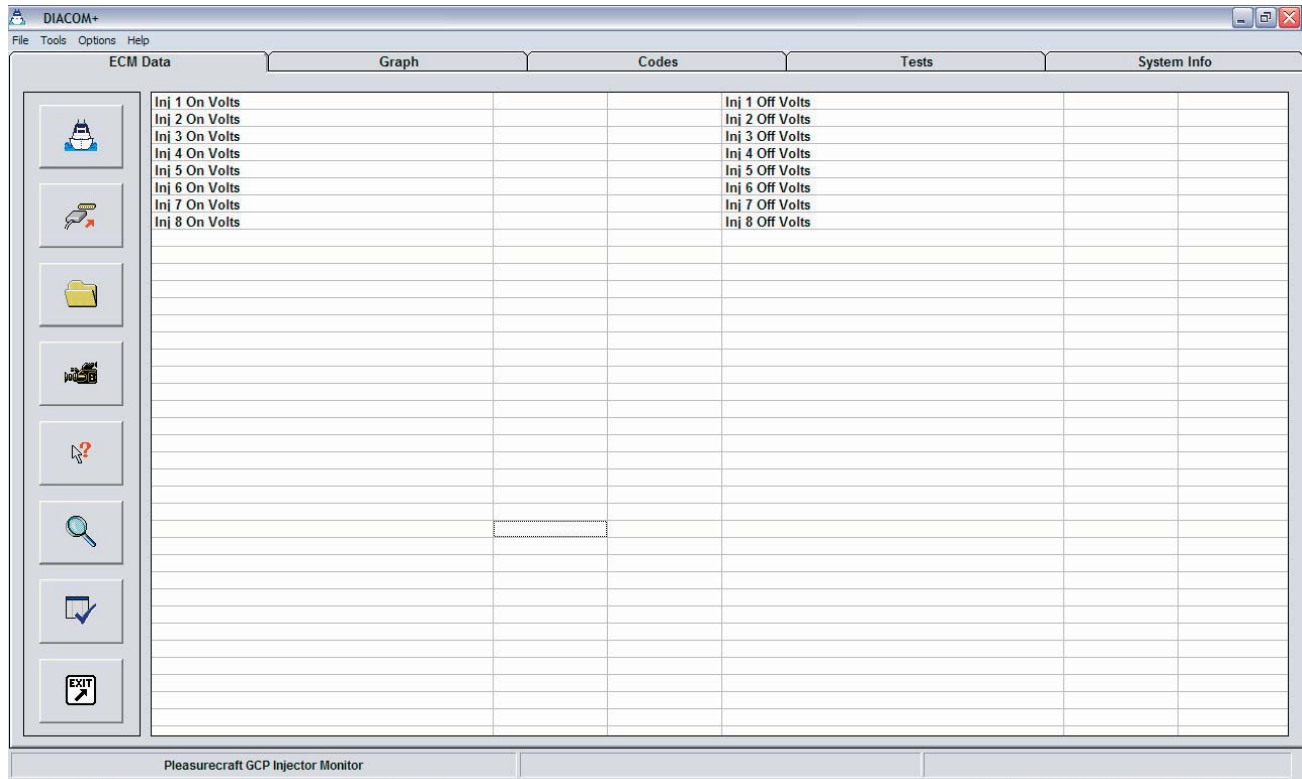 DIACOM+
File Tools Options Help
ECM Data Graph Codes Tests System Info
Inj 1 On Volts Inj 1 Off Volts
Inj 2 On Volts Inj 2 Off Volts
Inj 3 On Volts Inj 3 Off Volts
Inj 4 On Volts Inj 4 Off Volts
Inj 5 On Volts Inj 5 Off Volts
Inj 6 On Volts Inj 6 Off Volts
Inj 7 On Volts Inj 7 Off Volts
Inj 8 On Volts Inj 8 Off Volts
?
EXIT
Pleasurecraft GCP Injector Monitor